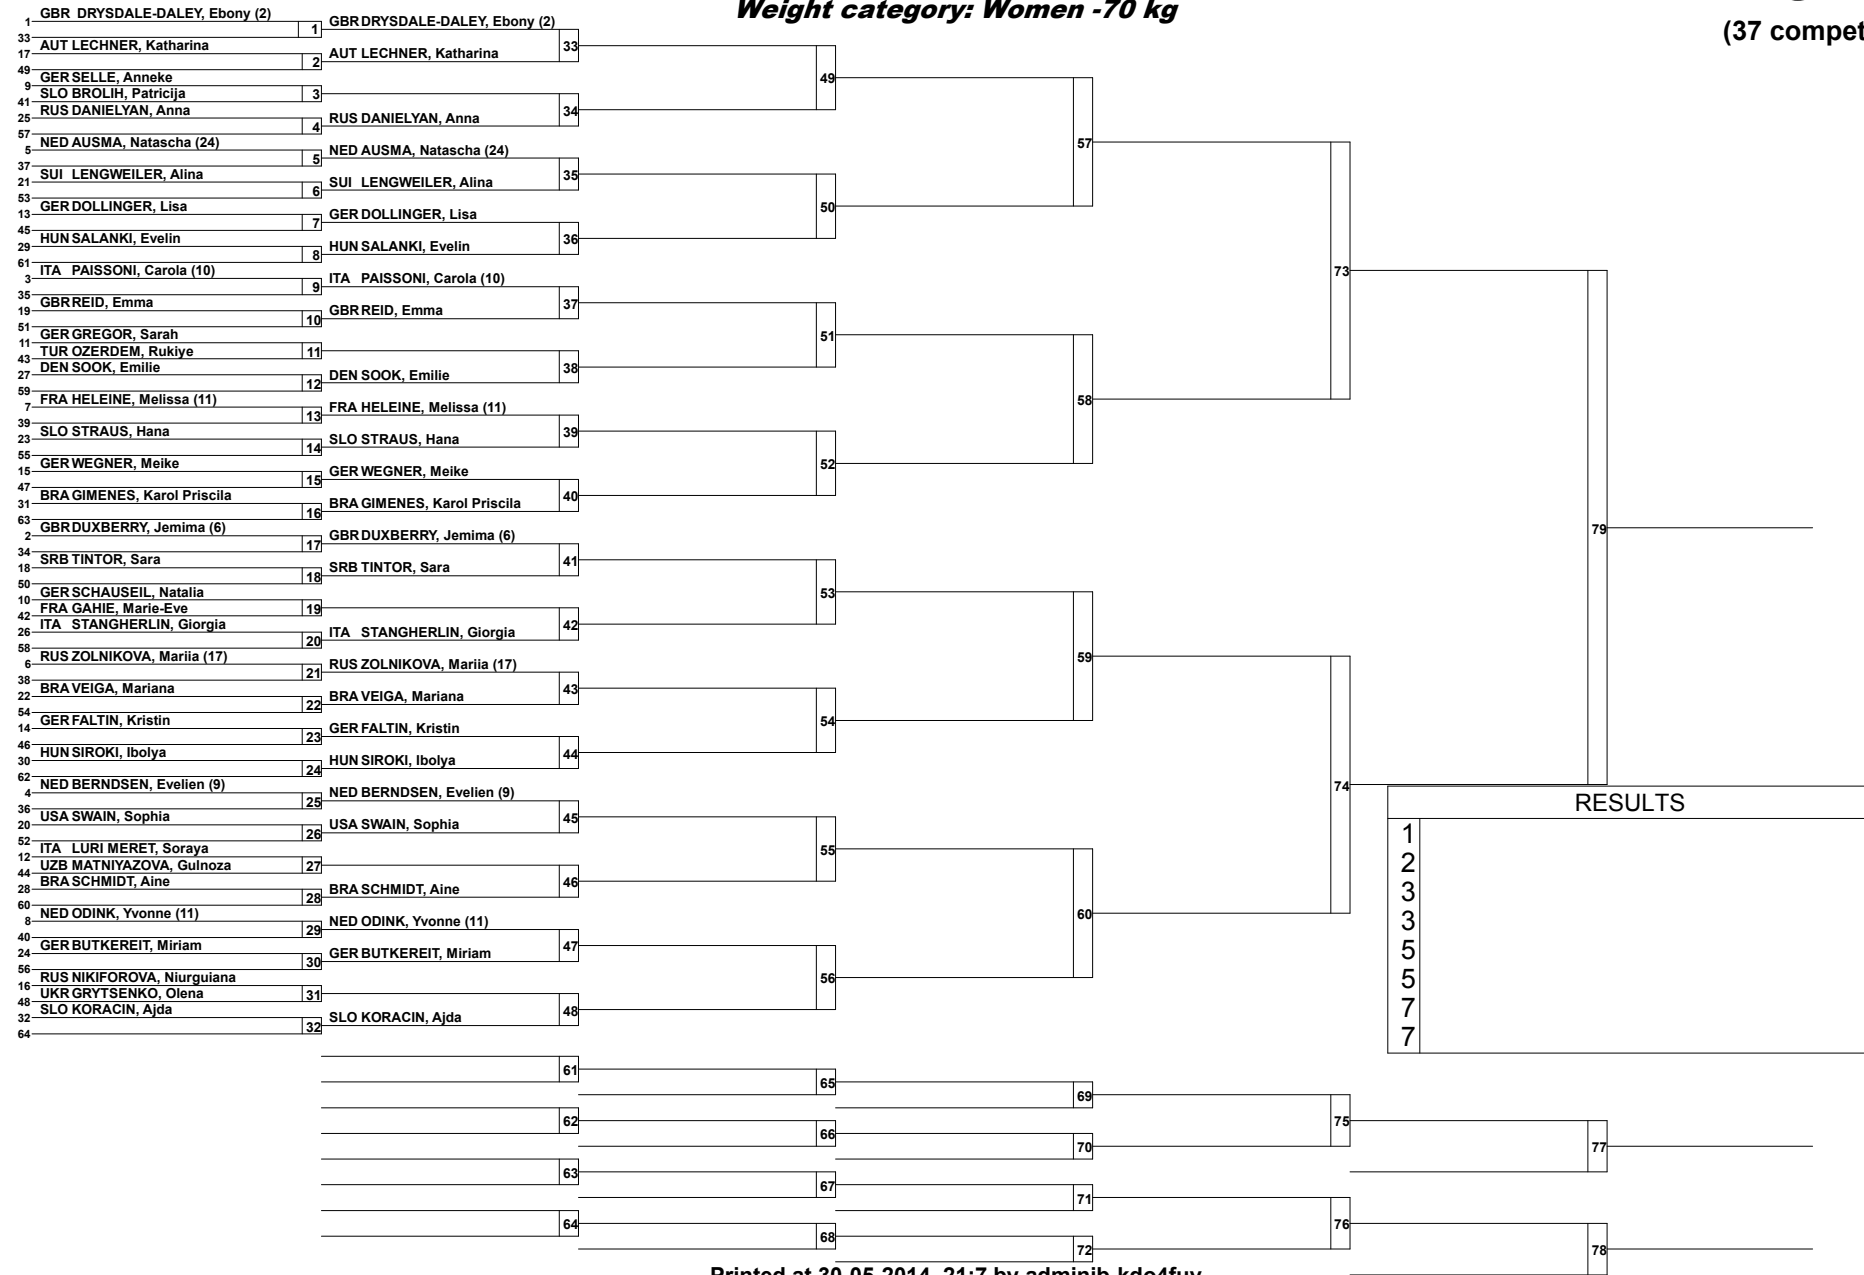 Weight category: Women -70 kg
(37 compet
1
GBR DRYSDALE-DALEY, Ebony (2)
33
1
17
AUT LECHNER, Katharina
49
2
9
GER SELLE, Anneke
41
SLO BROLIH, Patricija
3
25
RUS DANIELYAN, Anna
57
4
5
NED AUSMA, Natascha (24)
37
5
21
SUI LENGWEILER, Alina
53
6
13
GER DOLLINGER, Lisa
45
7
29
HUN SALANKI, Evelin
61
8
3
ITA PAISSONI, Carola (10)
35
9
19
GBR REID, Emma
51
10
11
GER GREGOR, Sarah
43
TUR OZERDEM, Rukiye
11
27
DEN SOOK, Emilie
59
12
7
FRA HELEINE, Melissa (11)
39
13
23
SLO STRAUS, Hana
55
14
15
GER WEGNER, Meike
47
15
31
BRA GIMENES, Karol Priscila
63
16
2
GBR DUXBERRY, Jemima (6)
34
17
18
SRB TINTOR, Sara
50
18
10
GER SCHAUSEIL, Natalia
42
FRA GAHIE, Marie-Eve
19
26
ITA STANGHERLIN, Giorgia
58
20
6
RUS ZOLNIKOVA, Mariia (17)
38
21
22
BRA VEIGA, Mariana
54
22
14
GER FALTIN, Kristin
46
23
30
HUN SIROKI, Ibolya
62
24
4
NED BERNDSEN, Evelien (9)
36
25
20
USA SWAIN, Sophia
52
26
12
ITA LURI MERET, Soraya
44
UZB MATNIYAZOVA, Gulnoza
27
28
BRA SCHMIDT, Aine
60
28
8
NED ODINK, Yvonne (11)
40
29
24
GER BUTKEREIT, Miriam
56
30
16
RUS NIKIFOROVA, Niurguiana
48
UKR GRYTSENKO, Olena
31
32
SLO KORACIN, Ajda
64
32
GBR DRYSDALE-DALEY, Ebony (2)
33
AUT LECHNER, Katharina
34
RUS DANIELYAN, Anna
NED AUSMA, Natascha (24)
35
SUI LENGWEILER, Alina
GER DOLLINGER, Lisa
36
HUN SALANKI, Evelin
ITA PAISSONI, Carola (10)
37
GBR REID, Emma
38
DEN SOOK, Emilie
FRA HELEINE, Melissa (11)
39
SLO STRAUS, Hana
GER WEGNER, Meike
40
BRA GIMENES, Karol Priscila
GBR DUXBERRY, Jemima (6)
41
SRB TINTOR, Sara
42
ITA STANGHERLIN, Giorgia
RUS ZOLNIKOVA, Mariia (17)
43
BRA VEIGA, Mariana
GER FALTIN, Kristin
44
HUN SIROKI, Ibolya
NED BERNDSEN, Evelien (9)
45
USA SWAIN, Sophia
46
BRA SCHMIDT, Aine
NED ODINK, Yvonne (11)
47
GER BUTKEREIT, Miriam
48
SLO KORACIN, Ajda
49
50
51
52
53
54
55
56
57
58
59
60
73
74
79
RESULTS
1
2
3
3
5
5
7
7
61
62
63
64
65
66
67
68
69
70
71
72
75
76
77
78
Printed at 30-05-2014, 21:7 by adminjb-kdo4fuy